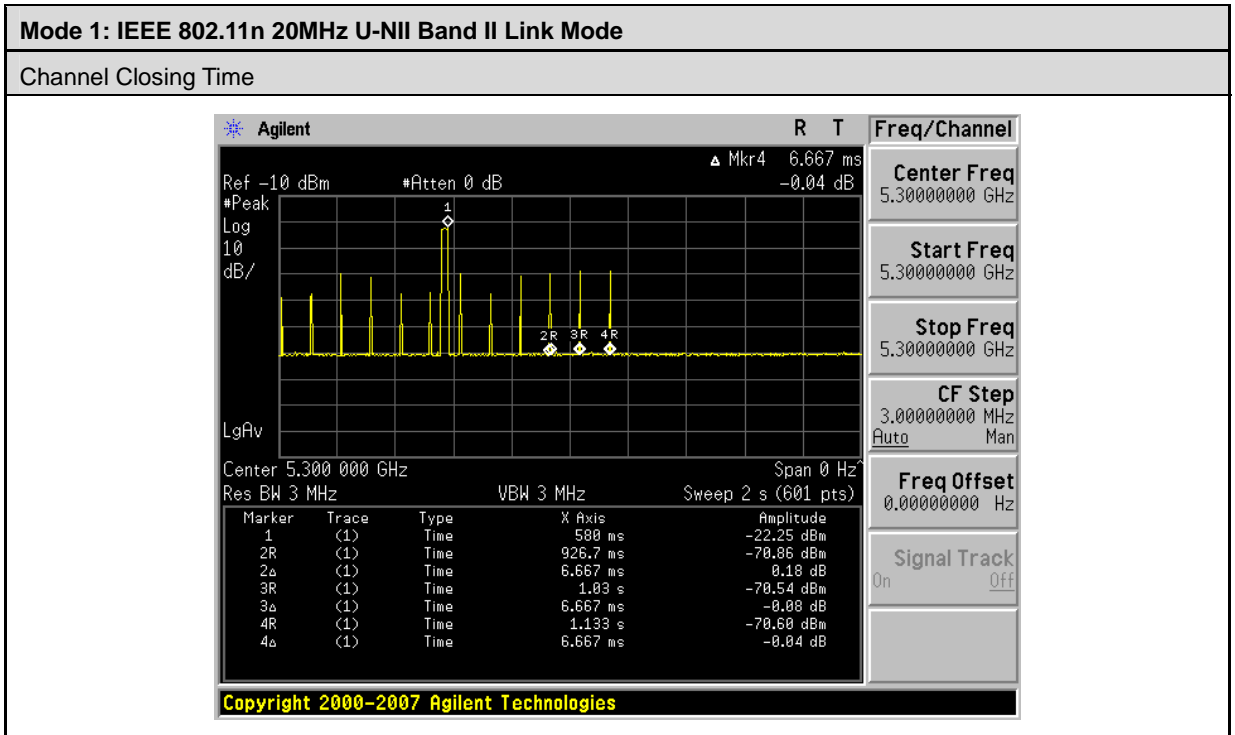 Mode 1: IEEE 802.11n 20MHz U-NII Band II Link Mode
Channel Closing Time
Agilent R T Freq/Channel
Δ Mkr4 6.667 ms
Ref -10 dBm #Atten 0 dB -0.04 dB
#Peak
Log
10
dB/
1
2R 3R 4R
LgAv
Center 5.300 000 GHz Span 0 Hz^
Res BW 3 MHz VBW 3 MHz Sweep 2 s (601 pts)
Marker Trace Type X Axis Amplitude
1 (1) Time 580 ms -22.25 dBm
2R (1) Time 926.7 ms -70.86 dBm
2Δ (1) Time 6.667 ms 0.18 dB
3R (1) Time 1.03 s -70.54 dBm
3Δ (1) Time 6.667 ms -0.08 dB
4R (1) Time 1.133 s -70.60 dBm
4Δ (1) Time 6.667 ms -0.04 dB
Center Freq
5.30000000 GHz
Start Freq
5.30000000 GHz
Stop Freq
5.30000000 GHz
CF Step
3.00000000 MHz
Auto Man
Freq Offset
0.00000000 Hz
Signal Track
On Off
Copyright 2000-2007 Agilent Technologies